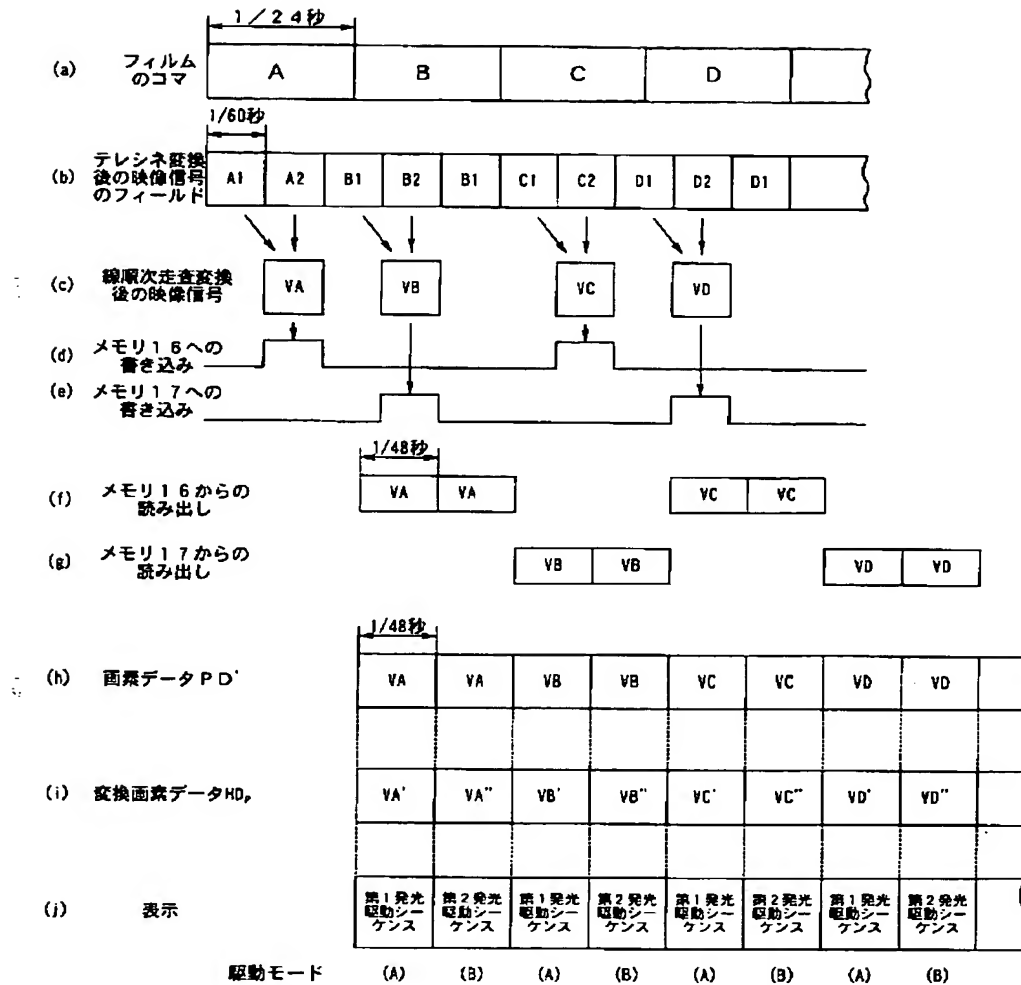 1／24秒
(a) フィルムのコマ
A B C D
1/60秒
(b) テレシネ変換後の映像信号のフィールド
A1 A2 B1 B2 B1 C1 C2 D1 D2 D1
(c) 線順次走査変換後の映像信号
VA VB VC VD
(d) メモリ16への書き込み
(e) メモリ17への書き込み
1/48秒
(f) メモリ16からの読み出し
VA VA VC VC
(g) メモリ17からの読み出し
VB VB VD VD
1/48秒
(h) 画素データPD'
VA VA VB VB VC VC VD VD
(i) 変換画素データHDP
VA' VA" VB' VB" VC' VC" VD' VD"
(j) 表示
第1発光駆動シーケンス 第2発光駆動シーケンス 第1発光駆動シーケンス 第2発光駆動シーケンス 第1発光駆動シーケンス 第2発光駆動シーケンス 第1発光駆動シーケンス 第2発光駆動シーケンス
駆動モード (A) (B) (A) (B) (A) (B) (A) (B)